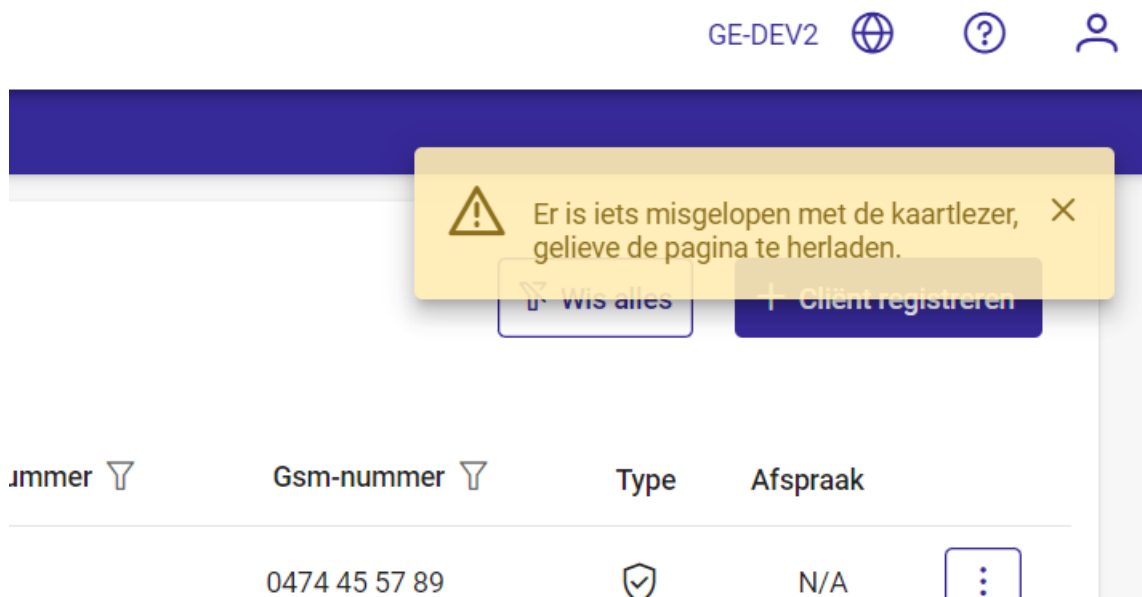 GE-DEV2
Er is iets misgelopen met de kaartlezer,
gelieve de pagina te herladen.
Wis alles
+ Cliënt registreren
Gsm-nummer
Type
Afspraak
0474 45 57 89
N/A